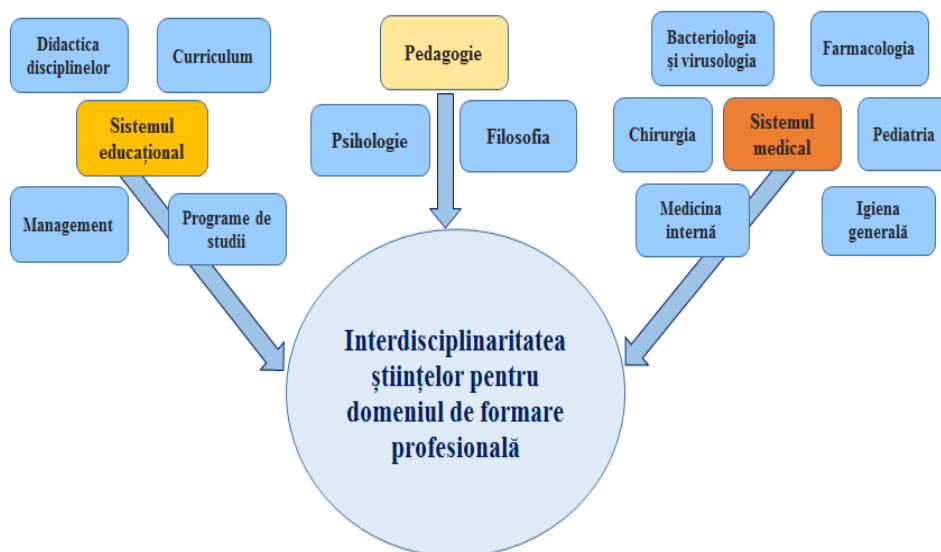 Didactica
disciplinelor
Curriculum
Sistemul
educațional
Management
Programe de
studii
Pedagogie
Psihologie
Filosofia
Bacteriologia
și virusologia
Farmacologia
Chirurgia
Sistemul
medical
Pediatria
Medicina
internă
Igiena
generală
Interdisciplinaritatea
științelor pentru
domeniul de formare
profesională